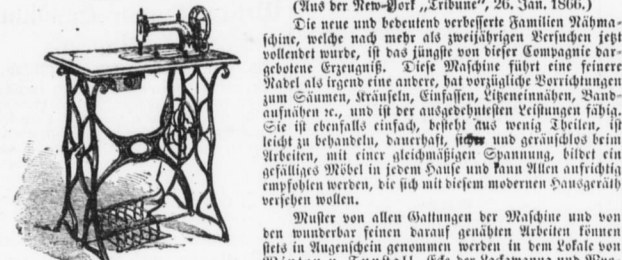 (Aus der New-York „Tribune“, 26. Jan. 1866.)
Die neue und bedeutend verbesserte Familien Nähma-
schine, welche nach mehr als zweijährigen Versuchen jetzt
vollendet wurde, ist das jüngste von dieser Compagnie dar-
gebotene Erzeugniß. Diese Maschine führt eine feinere
Nadel als irgend eine andere, hat vorzügliche Vorrichtungen
zum Säumen, Kräuseln, Einfassen, Litzeneinnähen, Band-
aufnähen ꝛc., und ist der ausgedehntesten Leistungen fähig.
Sie ist ebenfalls einfach, besteht aus wenig Theilen, ist
leicht zu behandeln, dauerhaft, sicher und geräuschlos beim
Arbeiten, mit einer gleichmäßigen Spannung, bildet ein
gefälliges Möbel in jedem Hause und kann Allen aufrichtig
empfohlen werden, die sich mit diesem modernen Hausgeräth
versehen wollen.
Muster von allen Gattungen der Maschine und von
den wunderbar feinen darauf genähten Arbeiten können
stets in Augenschein genommen werden in dem Lokale von